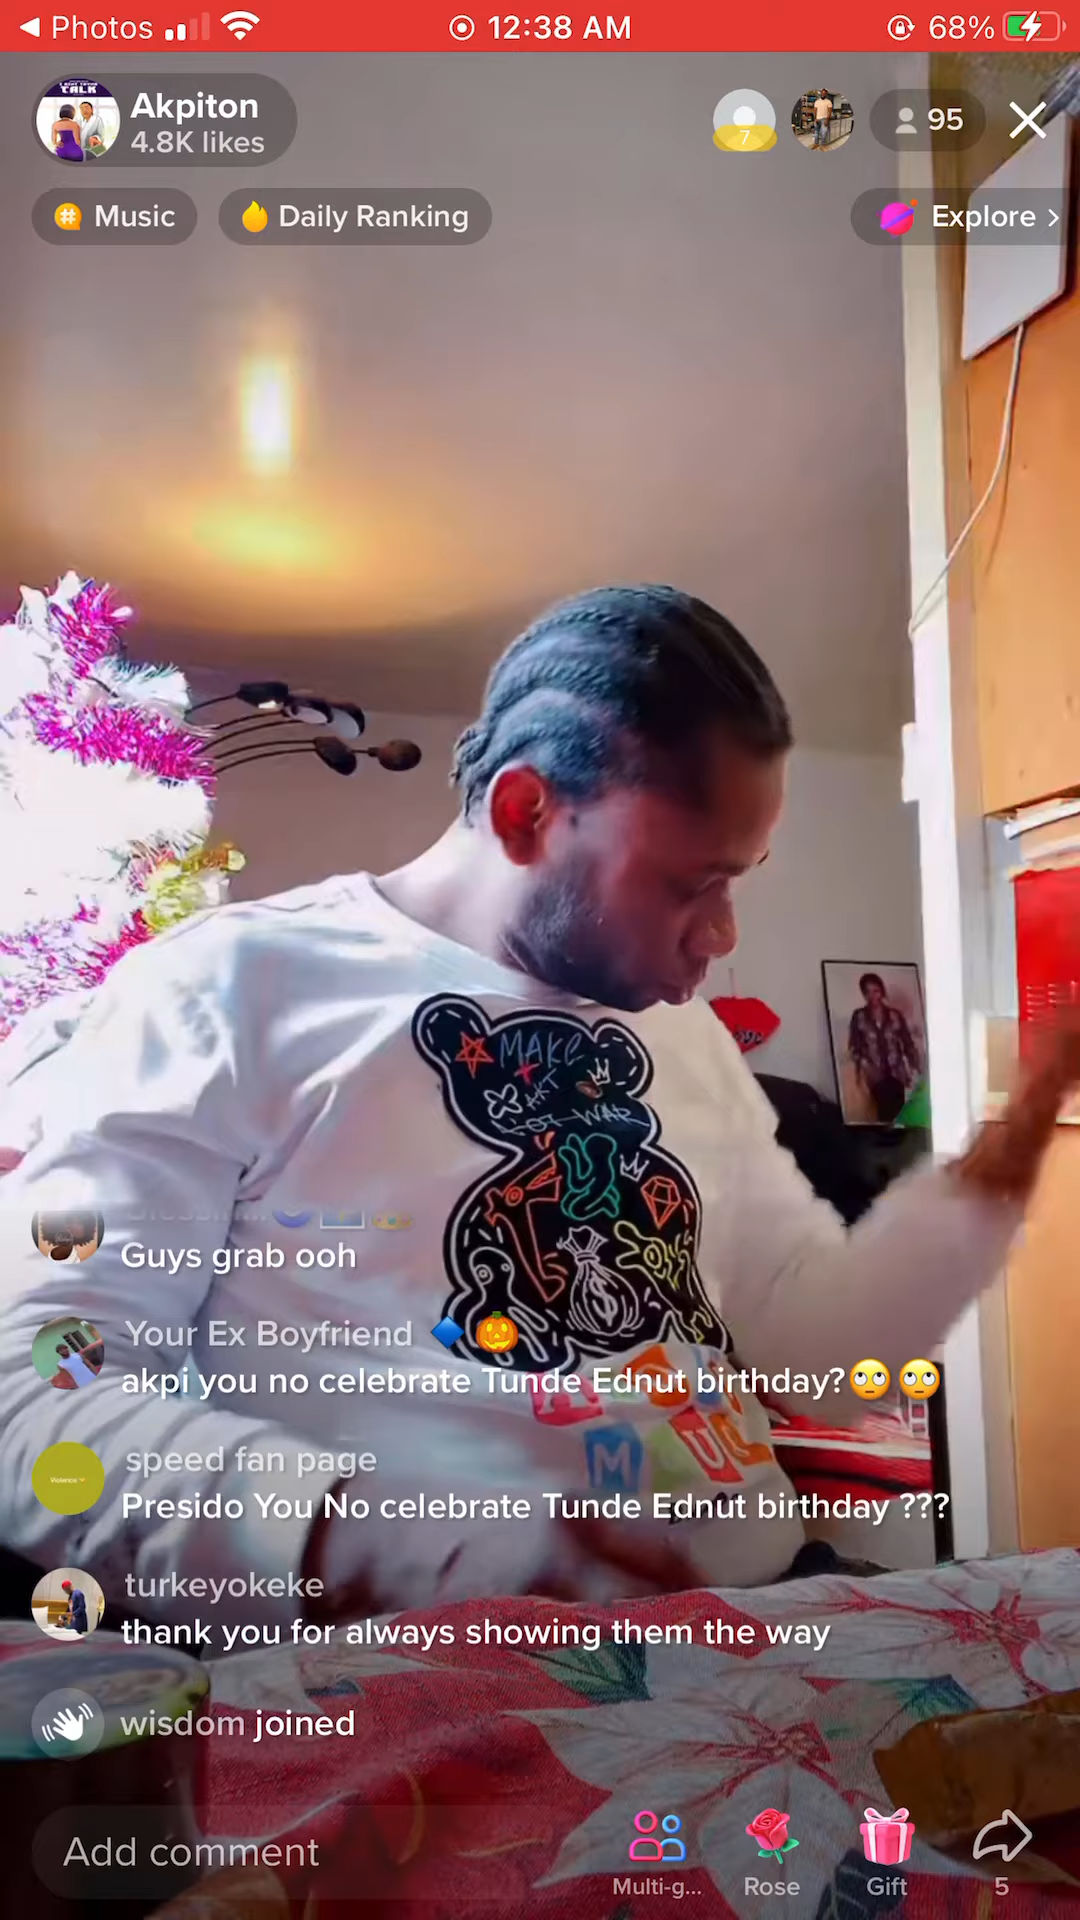 Photos
12:38 AM
68%
TALK
Akpiton
4.8K likes
7
95
Music
Daily Ranking
Explore >
MAKE
ART
NOT WAR
Guys grab ooh
Your Ex Boyfriend
akpi you no celebrate Tunde Ednut birthday?🙄🙄
speed fan page
Presido You No celebrate Tunde Ednut birthday ???
turkeyokeke
thank you for always showing them the way
wisdom joined
Add comment
Multi-g...
Rose
Gift
5